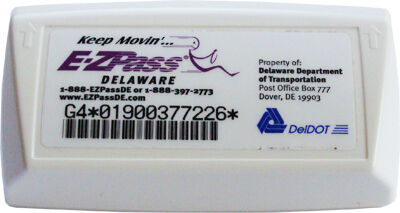 Keep Movin'...
E-ZPass
DELAWARE
1-888-EZPassDE or 1-888-397-2773
www.EZPassDE.com
G4*01900377226*
Property of:
Delaware Department
of Transportation
Post Office Box 777
Dover, DE 19903
DelDOT